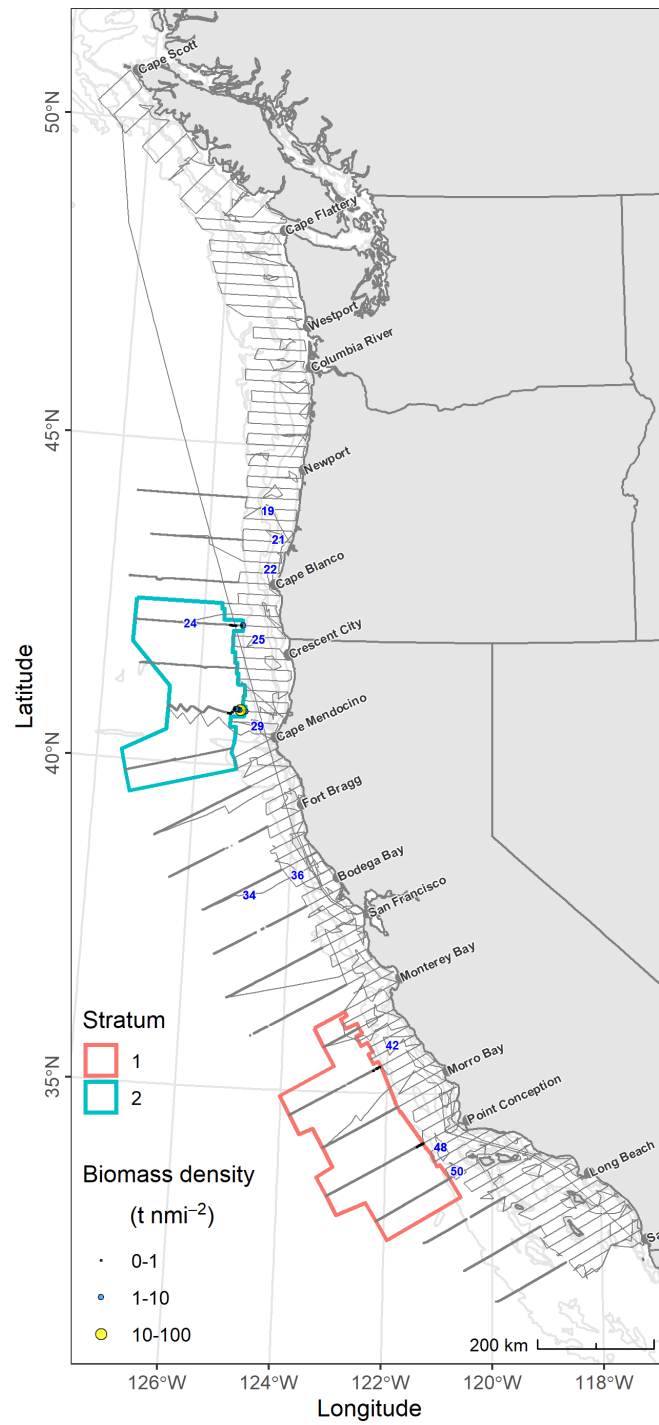 Cape Scott
50°N
Cape Flattery
Westport
Columbia River
45°N
Newport
19
21
22
Cape Blanco
24
25
Crescent City
Latitude
29
Cape Mendocino
40°N
Fort Bragg
36
Bodega Bay
34
San Francisco
Monterey Bay
Stratum
1
2
42
35°N
Morro Bay
Point Conception
48
50
Long Beach
Biomass density
(t nmi⁻²)
Sa
0-1
1-10
10-100
200 km
126°W
124°W
122°W
120°W
118°W
Longitude